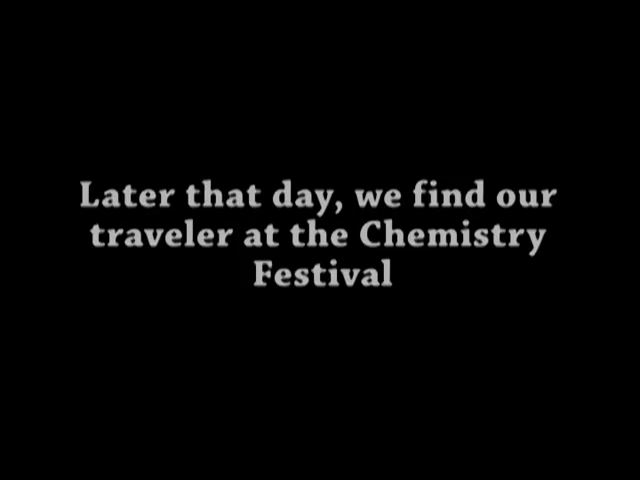 Later that day, we find our
traveler at the Chemistry
Festival